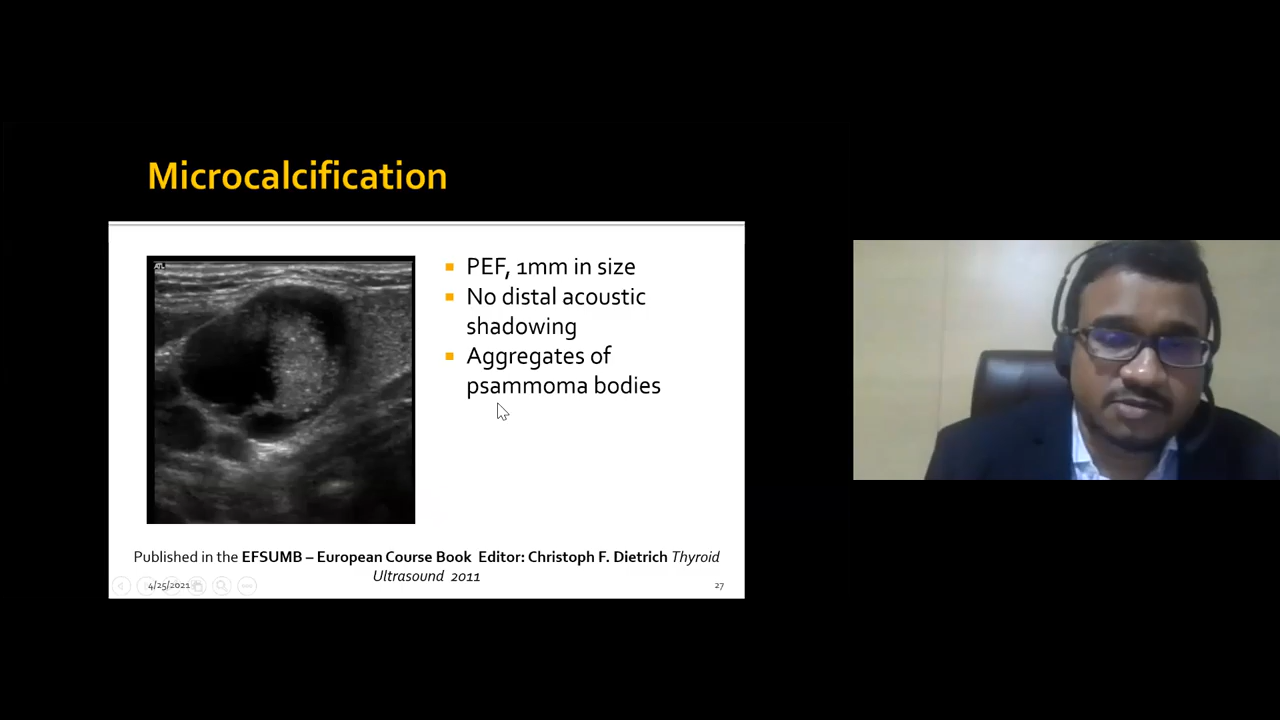 Microcalcification
PEF, 1mm in size
No distal acoustic
shadowing
Aggregates of
psammoma bodies
Published in the EFSUMB – European Course Book Editor: Christoph F. Dietrich Thyroid
Ultrasound 2011
4/25/2021
27